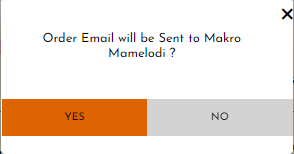 Order Email will be Sent to Makro
Mamelodi ?
YES NO